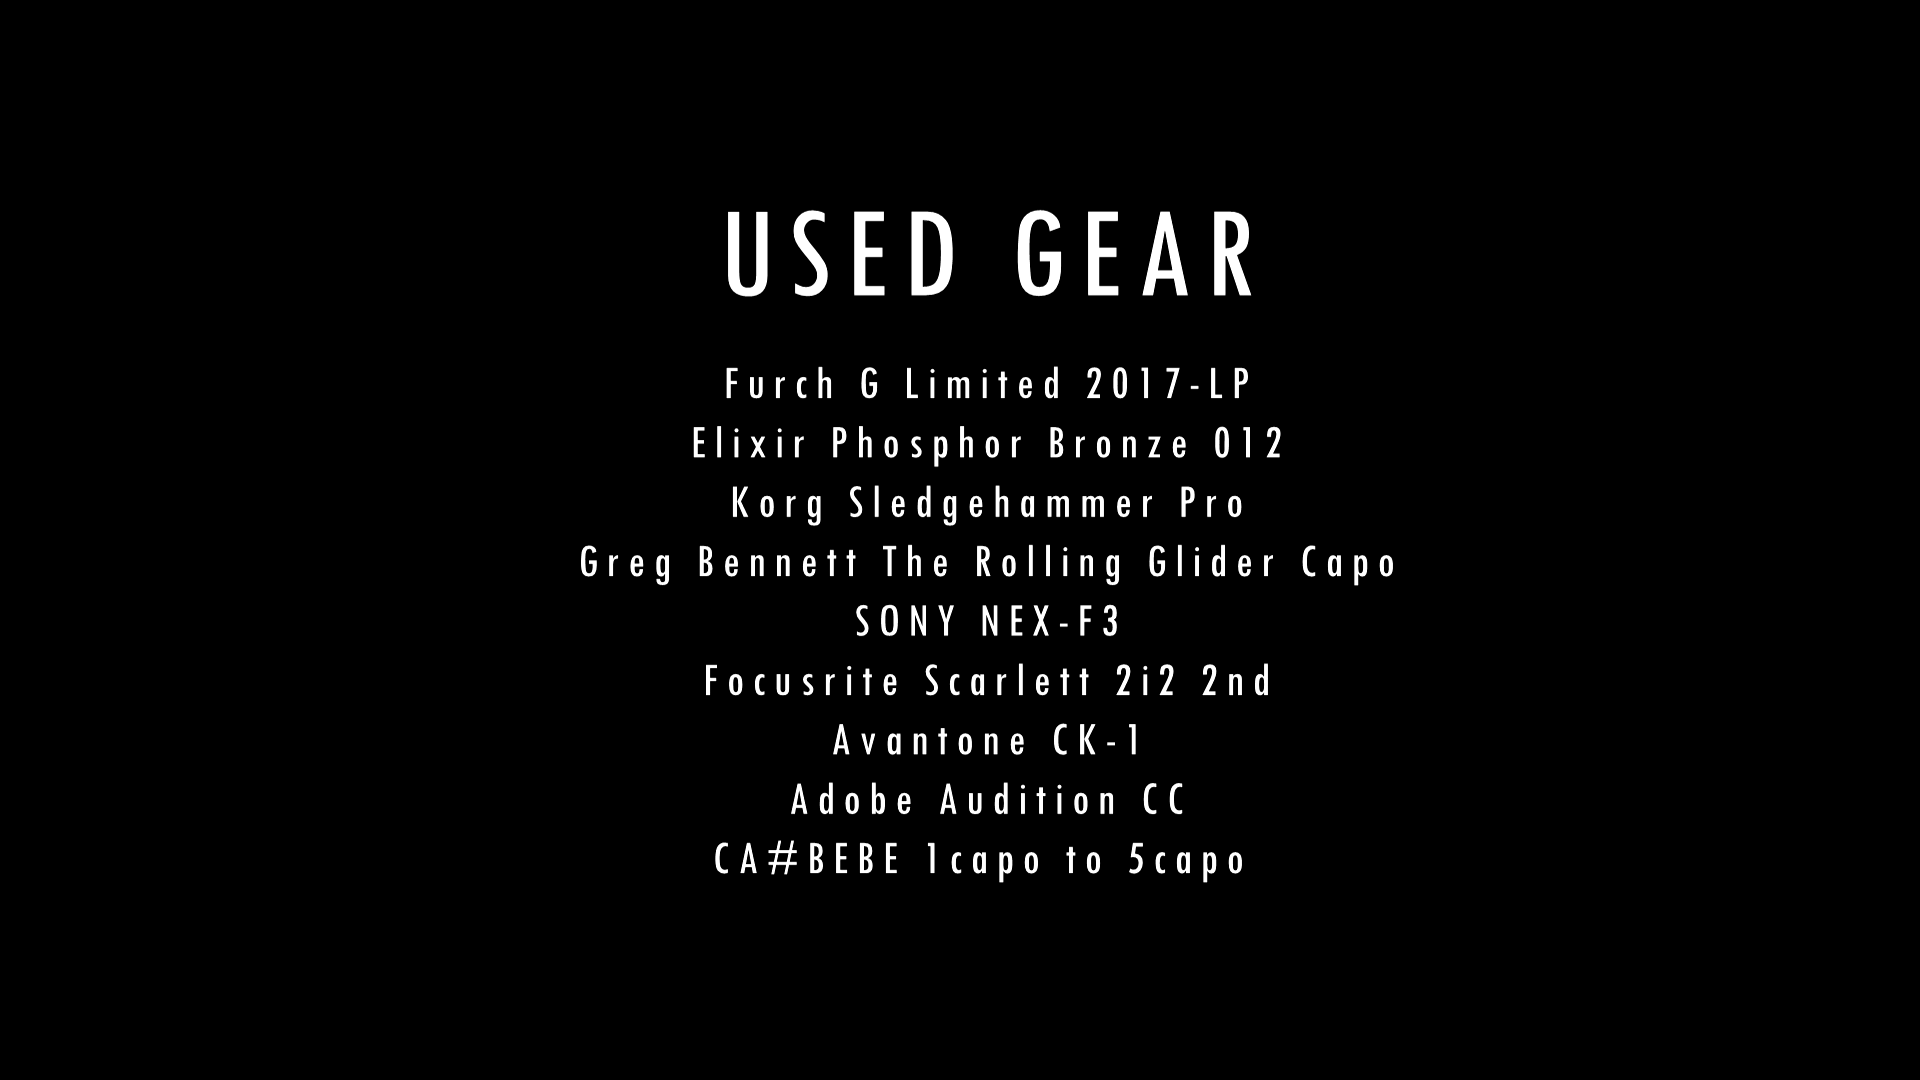 USED GEAR
Furch G Limited 2017-LP
Elixir Phosphor Bronze 012
Korg Sledgehammer Pro
Greg Bennett The Rolling Glider Capo
SONY NEX-F3
Focusrite Scarlett 2i2 2nd
Avantone CK-1
Adobe Audition CC
CA#BEBE 1capo to 5capo